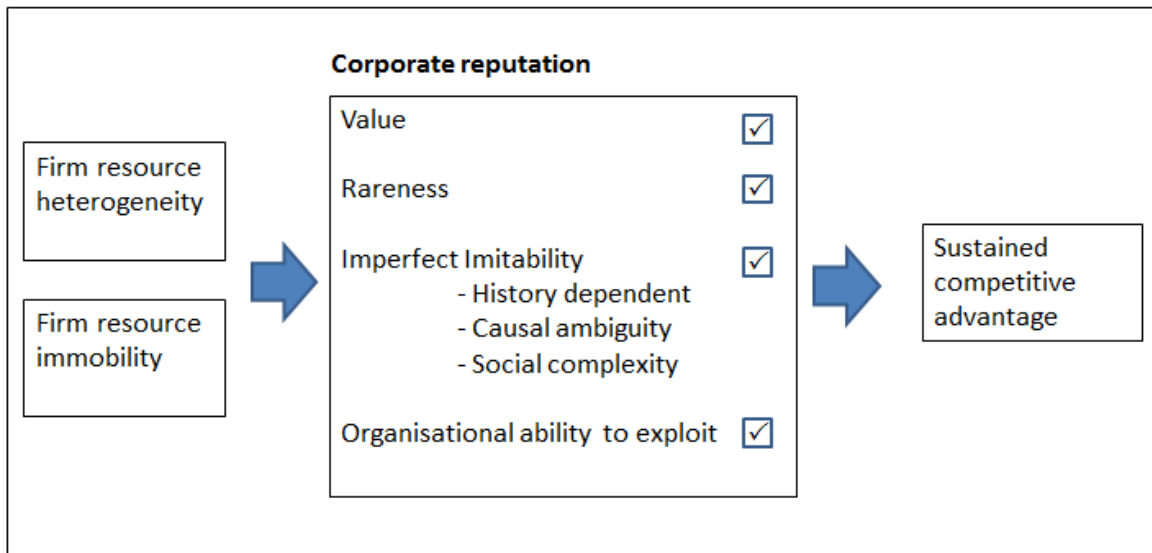 Corporate reputation
Firm resource
heterogeneity
Firm resource
immobility
Value
Rareness
Imperfect Imitability
- History dependent
- Causal ambiguity
- Social complexity
Organisational ability to exploit
Sustained
competitive
advantage